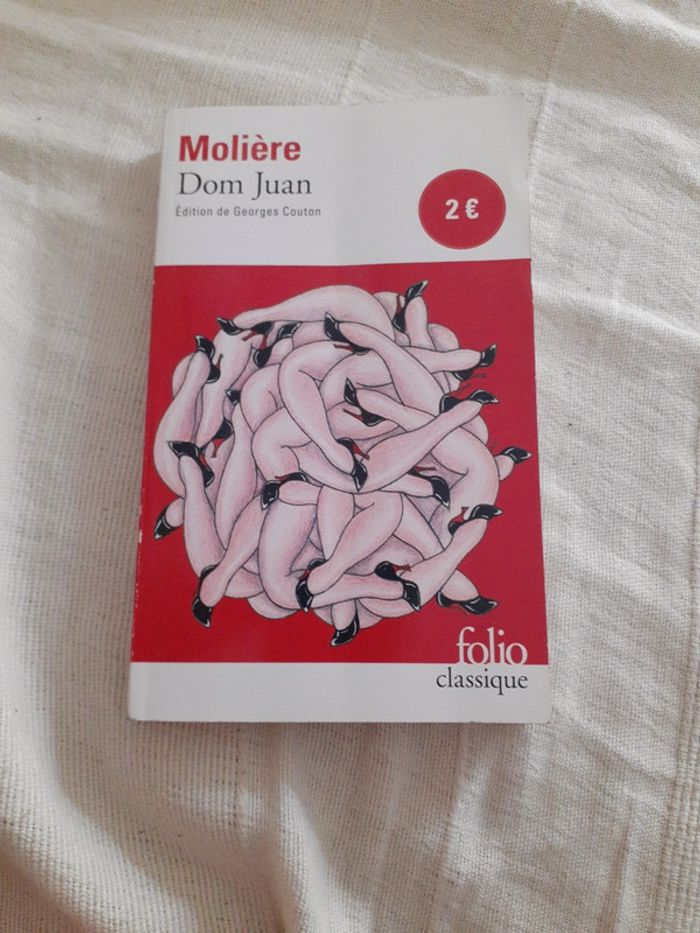 Molière
Dom Juan
Édition de Georges Couton
2 €
folio
classique